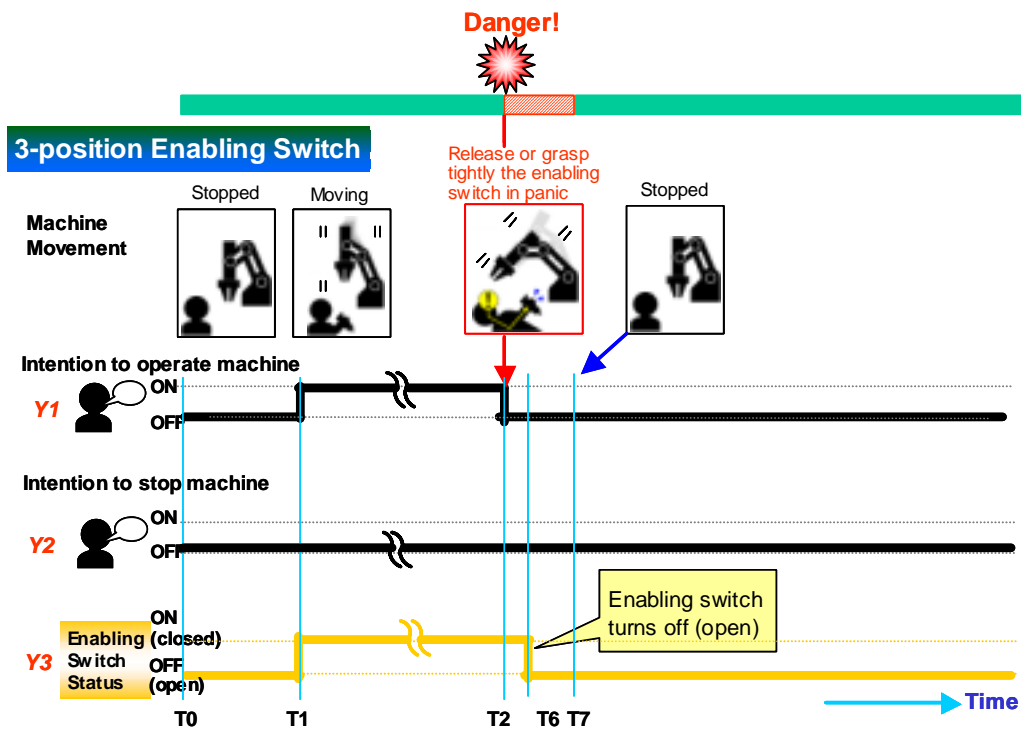 Danger!
3-position Enabling Switch
Release or grasp
tightly the enabling
switch in panic
Stopped
Moving
Stopped
Machine
Movement
Intention to operate machine
Y1
ON
OFF
Intention to stop machine
Y2
ON
OFF
Enabling switch
turns off (open)
Y3
Enabling
Switch
Status
ON
(closed)
OFF
(open)
Time
T0
T1
T2
T6
T7